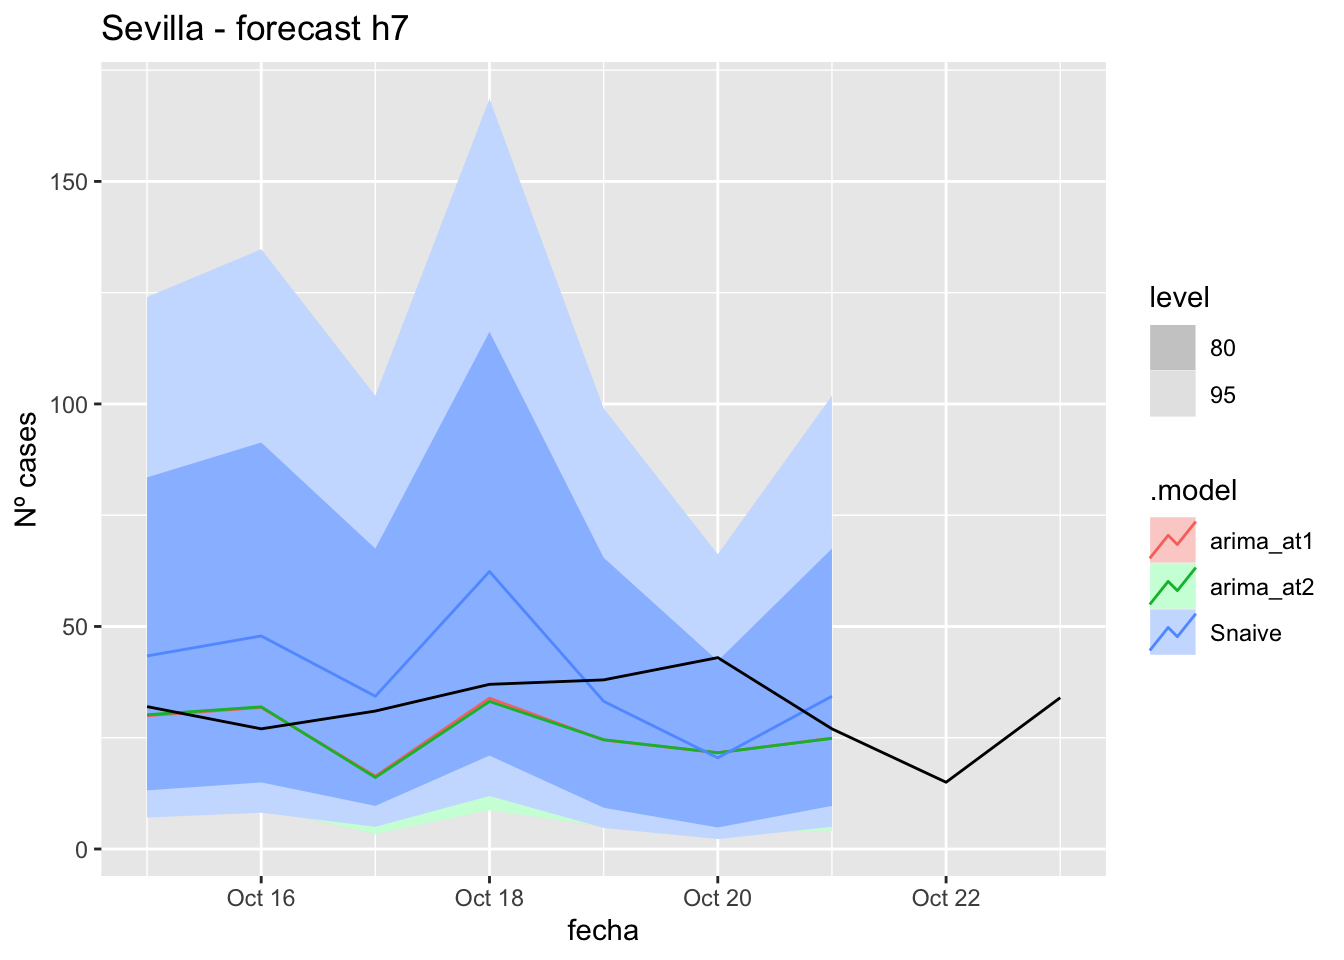 Sevilla - forecast h7
Nº cases
150
100
50
0
Oct 16
Oct 18
Oct 20
Oct 22
fecha
level
80
95
.model
arima_at1
arima_at2
Snaive